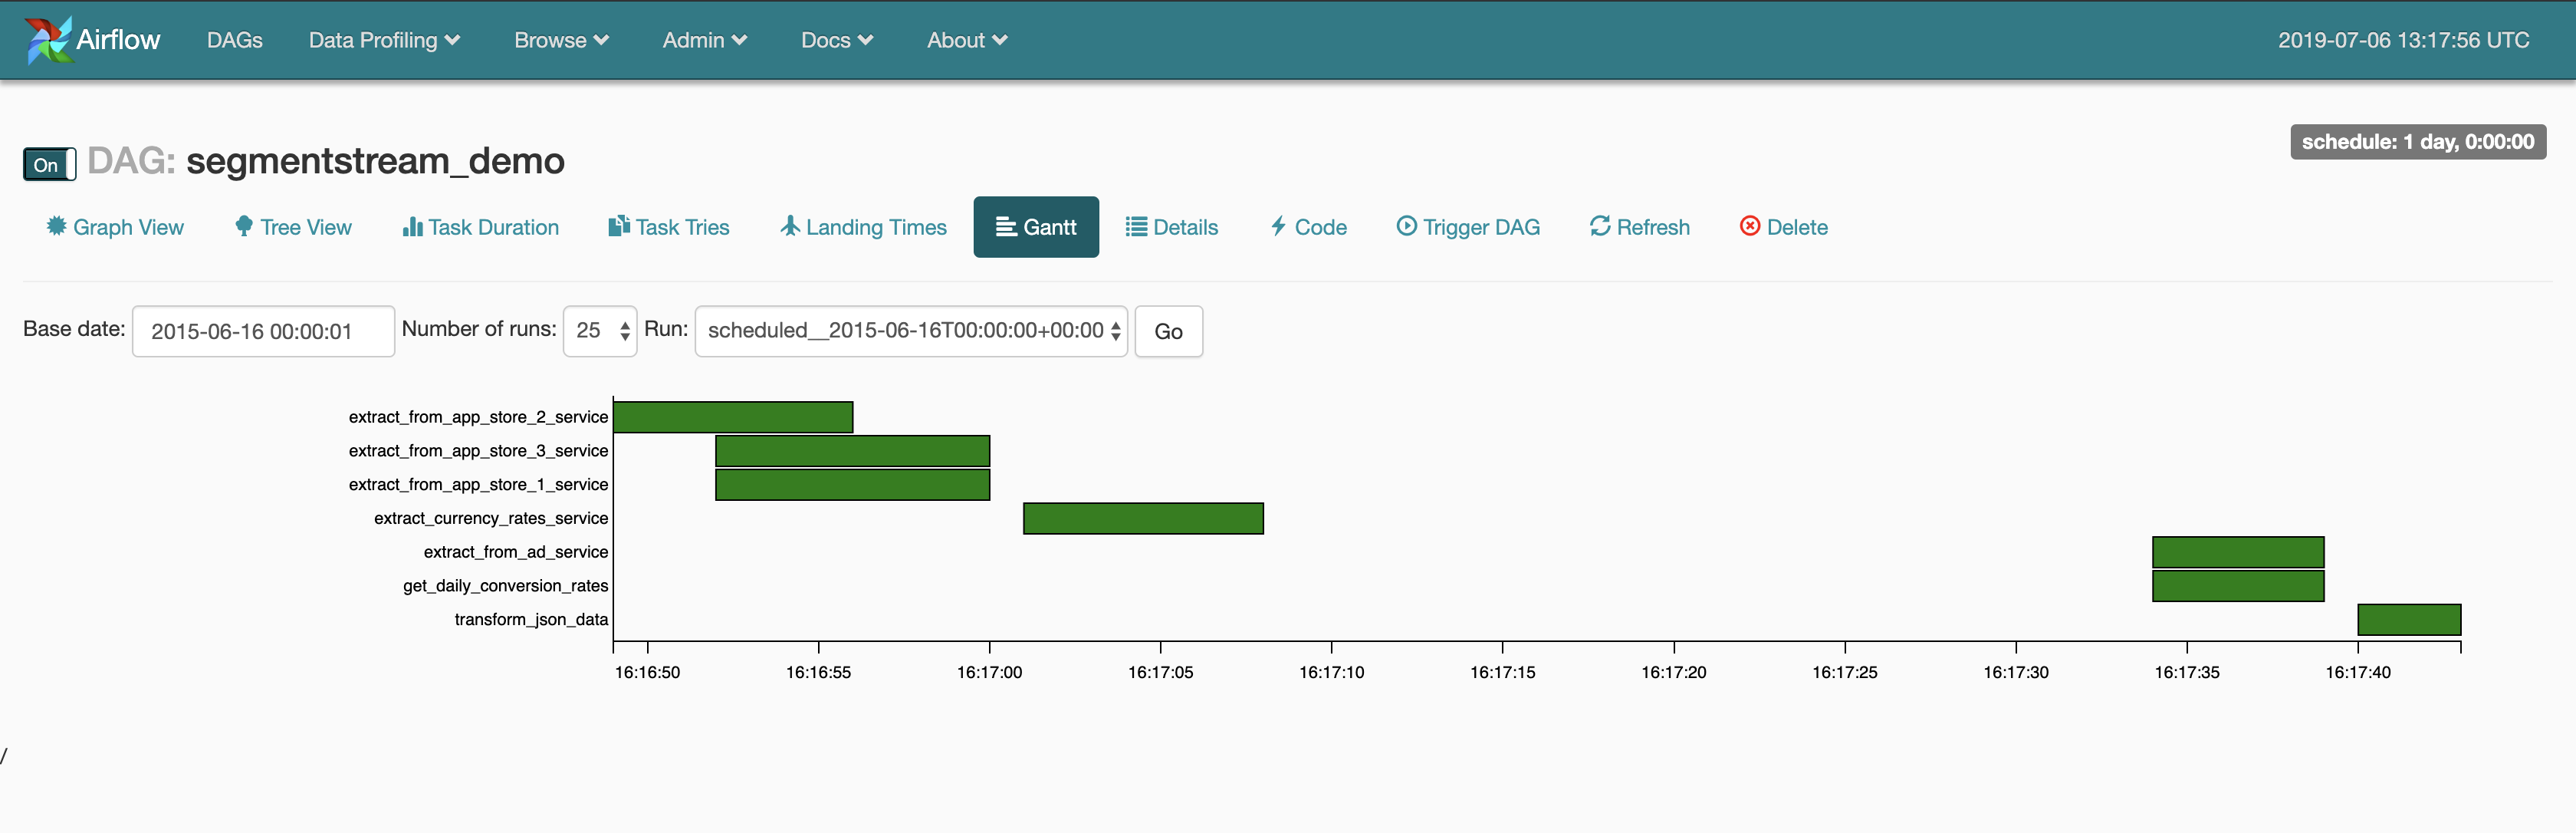 Airflow DAGs Data Profiling Browse Admin Docs About 2019-07-06 13:17:56 UTC
schedule: 1 day, 0:00:00
On DAG: segmentstream_demo
Graph View Tree View Task Duration Task Tries Landing Times Gantt Details Code Trigger DAG Refresh Delete
Base date: 2015-06-16 00:00:01 Number of runs: 25 Run: scheduled__2015-06-16T00:00:00+00:00 Go
extract_from_app_store_2_service
extract_from_app_store_3_service
extract_from_app_store_1_service
extract_currency_rates_service
extract_from_ad_service
get_daily_conversion_rates
transform_json_data
16:16:50 16:16:55 16:17:00 16:17:05 16:17:10 16:17:15 16:17:20 16:17:25 16:17:30 16:17:35 16:17:40
/